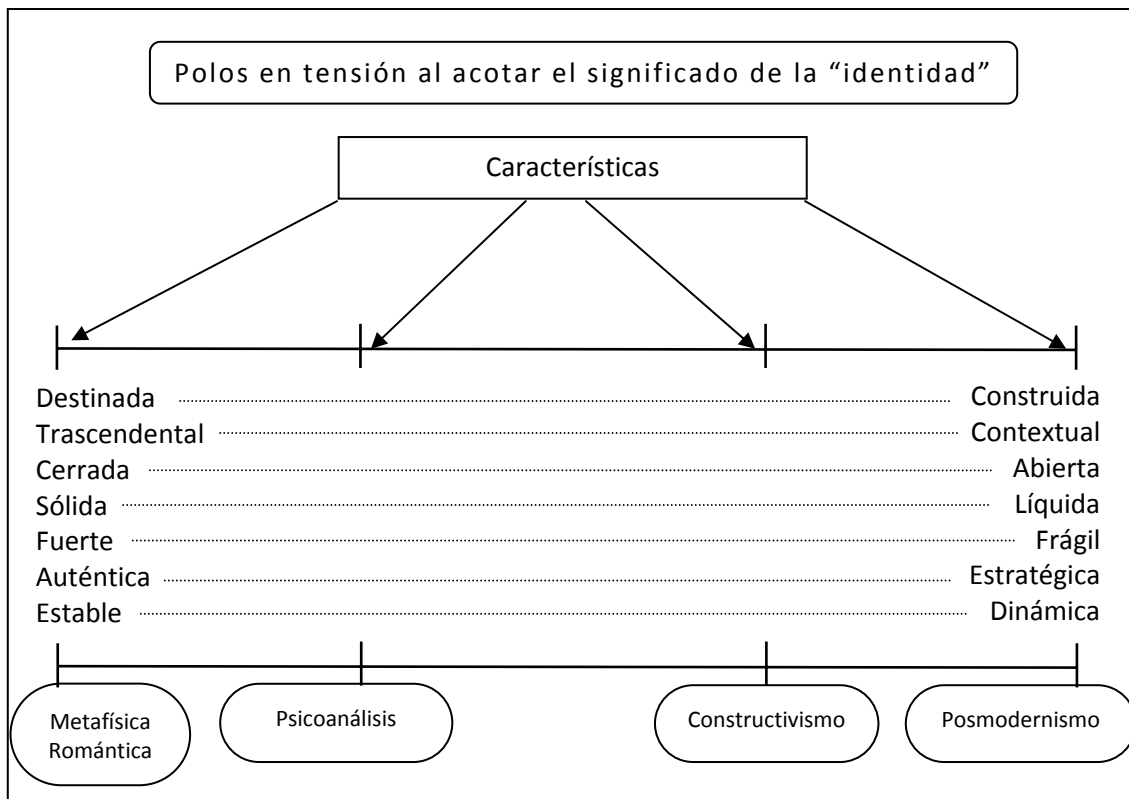 Polos en tensión al acotar el significado de la “identidad”
Características
Destinada Construida
Trascendental Contextual
Cerrada Abierta
Sólida Líquida
Fuerte Frágil
Auténtica Estratégica
Estable Dinámica
Metafísica
Romántica
Psicoanálisis
Constructivismo
Posmodernismo